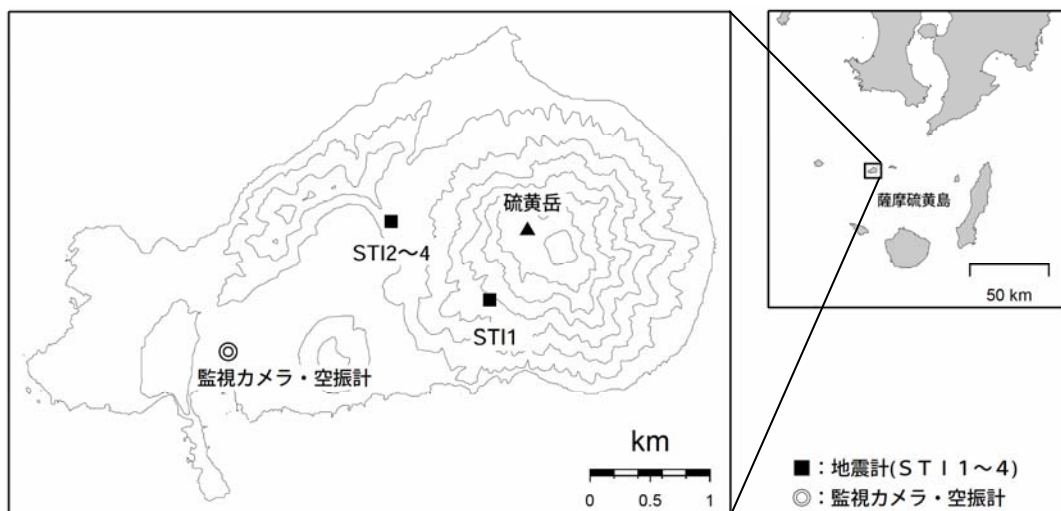 硫黄岳
STI2～4
STI1
監視カメラ・空振計
km
0 0.5 1
薩摩硫黄島
50 km
■：地震計(ＳＴＩ１～４)
◎：監視カメラ・空振計